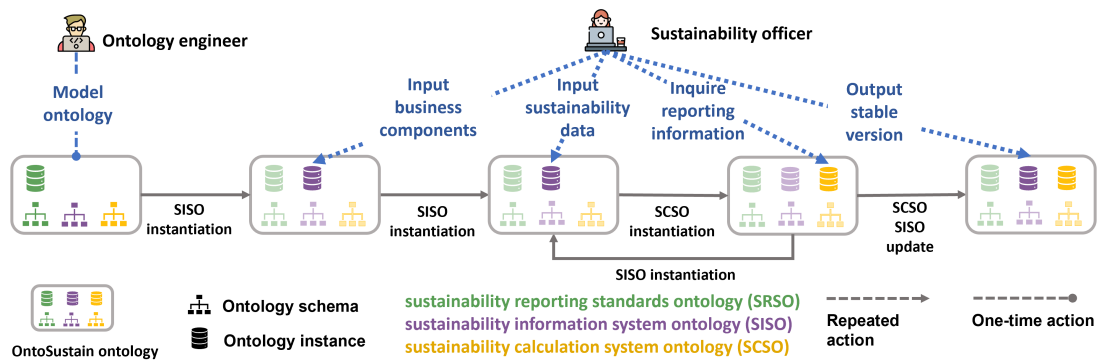 Ontology engineer
Sustainability officer
Model
ontology
Input
business
components
Input
sustainability
data
Inquire
reporting
information
Output
stable
version
SISO
instantiation
SISO
instantiation
SCSO
instantiation
SCSO
SISO
update
SISO instantiation
OntoSustain ontology
Ontology schema
Ontology instance
sustainability reporting standards ontology (SRSO)
sustainability information system ontology (SISO)
sustainability calculation system ontology (SCSO)
Repeated
action
One-time action